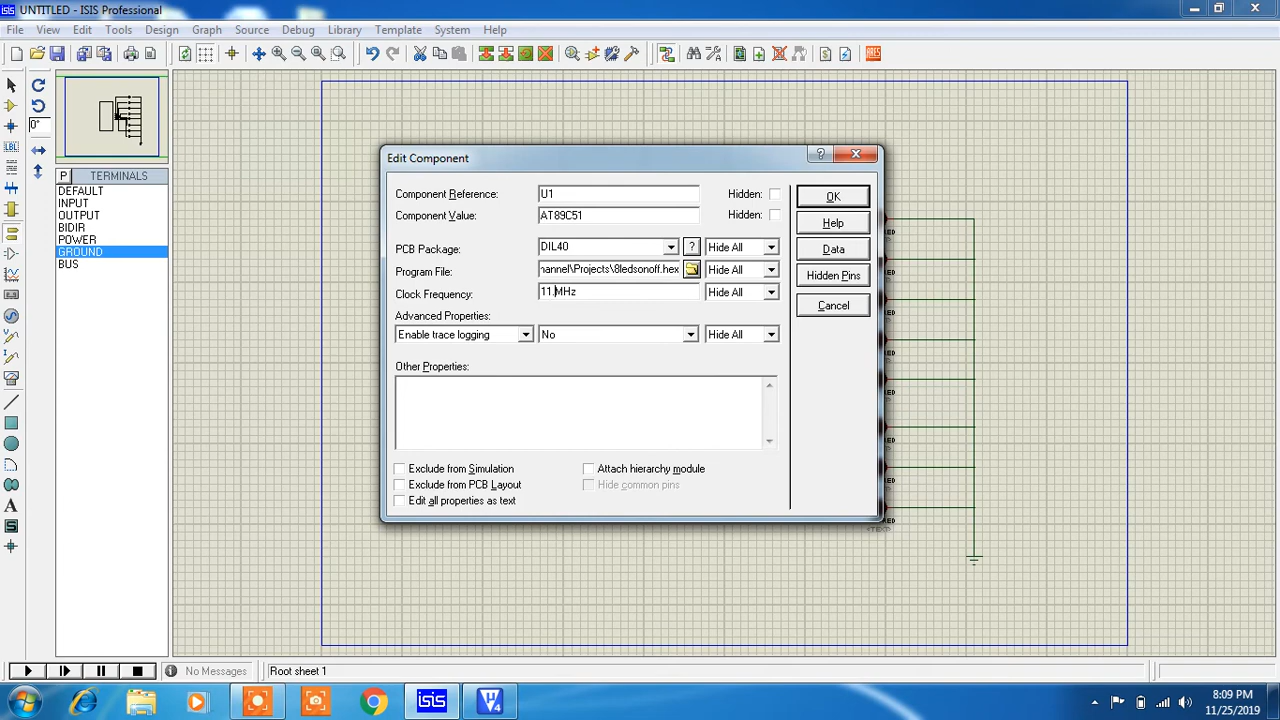 UNTITLED - ISIS Professional
File View Edit Tools Design Graph Source Debug Library Template System Help
ARES
0°
LBL
P TERMINALS
DEFAULT
INPUT
OUTPUT
BIDIR
POWER
GROUND
BUS
A
S
Edit Component
Component Reference: U1 Hidden: OK
Component Value: AT89C51 Hidden: Help
PCB Package: DIL40 ? Hide All Data
Program File: hannel\Projects\8ledsonoff.hex Hide All Hidden Pins
Clock Frequency: 11.MHz Hide All Cancel
Advanced Properties:
Enable trace logging No Hide All
Other Properties:
Exclude from Simulation Attach hierarchy module
Exclude from PCB Layout Hide common pins
Edit all properties as text
No Messages Root sheet 1
isis 4 8:09 PM
11/25/2019